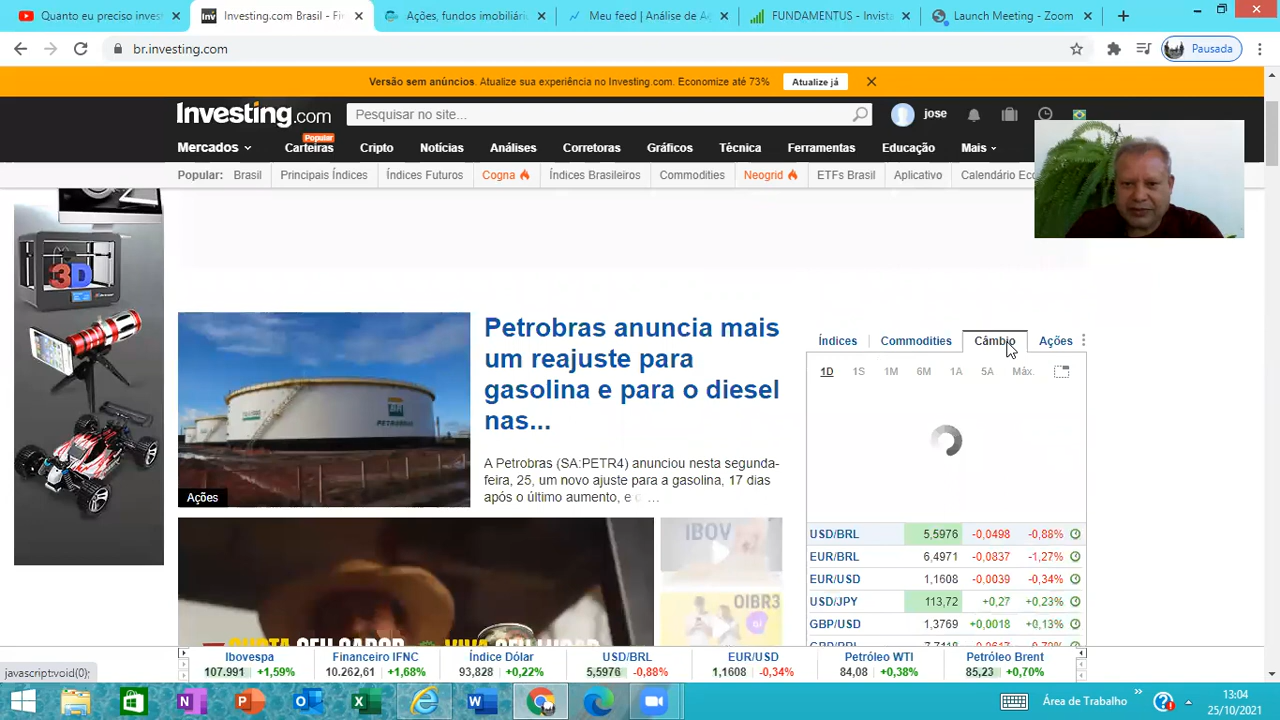 Quanto eu preciso invest
Investing.com Brasil - Fi
Ações, fundos imobiliári
Meu feed | Análise de A
FUNDAMENTUS - Invista
Launch Meeting - Zoom
br.investing.com
Pausada
Versão sem anúncios. Atualize sua experiência no Investing.com. Economize até 73%
Atualize já
Investing.com
Pesquisar no site...
jose
Mercados
Popular
Carteiras
Cripto
Notícias
Análises
Corretoras
Gráficos
Técnica
Ferramentas
Educação
Mais
Popular:
Brasil
Principais Índices
Índices Futuros
Cogna
Índices Brasileiros
Commodities
Neogrid
ETFs Brasil
Aplicativo
Calendário Eco
3D
BR
PETROBRAS
Ações
Petrobras anuncia mais
um reajuste para
gasolina e para o diesel
nas...
A Petrobras (SA:PETR4) anunciou nesta segunda-
feira, 25, um novo ajuste para a gasolina, 17 dias
após o último aumento, e ...
Índices
Commodities
Câmbio
Ações
1D 1S 1M 6M 1A 5A Máx.
USD/BRL 5,5976 -0,0498 -0,88%
EUR/BRL 6,4971 -0,0837 -1,27%
EUR/USD 1,1608 -0,0039 -0,34%
USD/JPY 113,72 +0,27 +0,23%
GBP/USD 1,3769 +0,0018 +0,13%
IBOV
OIBR3
Ibovespa
107.991 +1,59%
Financeiro IFNC
10.262,61 +1,68%
Índice Dólar
93,828 +0,22%
USD/BRL
5,5976 -0,88%
EUR/USD
1,1608 -0,34%
Petróleo WTI
84,08 +0,38%
Petróleo Brent
85,23 +0,70%
javascript:void(0);
Área de Trabalho
13:04
25/10/2021